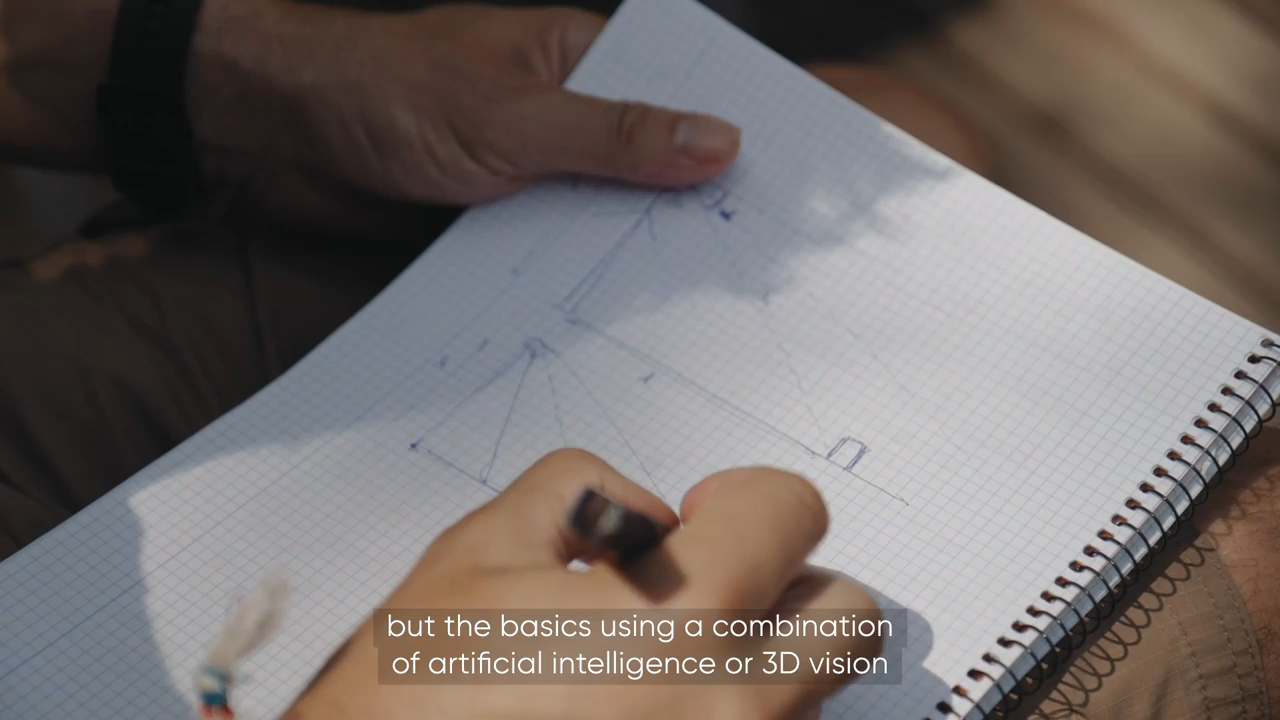 but the basics using a combination
of artificial intelligence or 3D vision